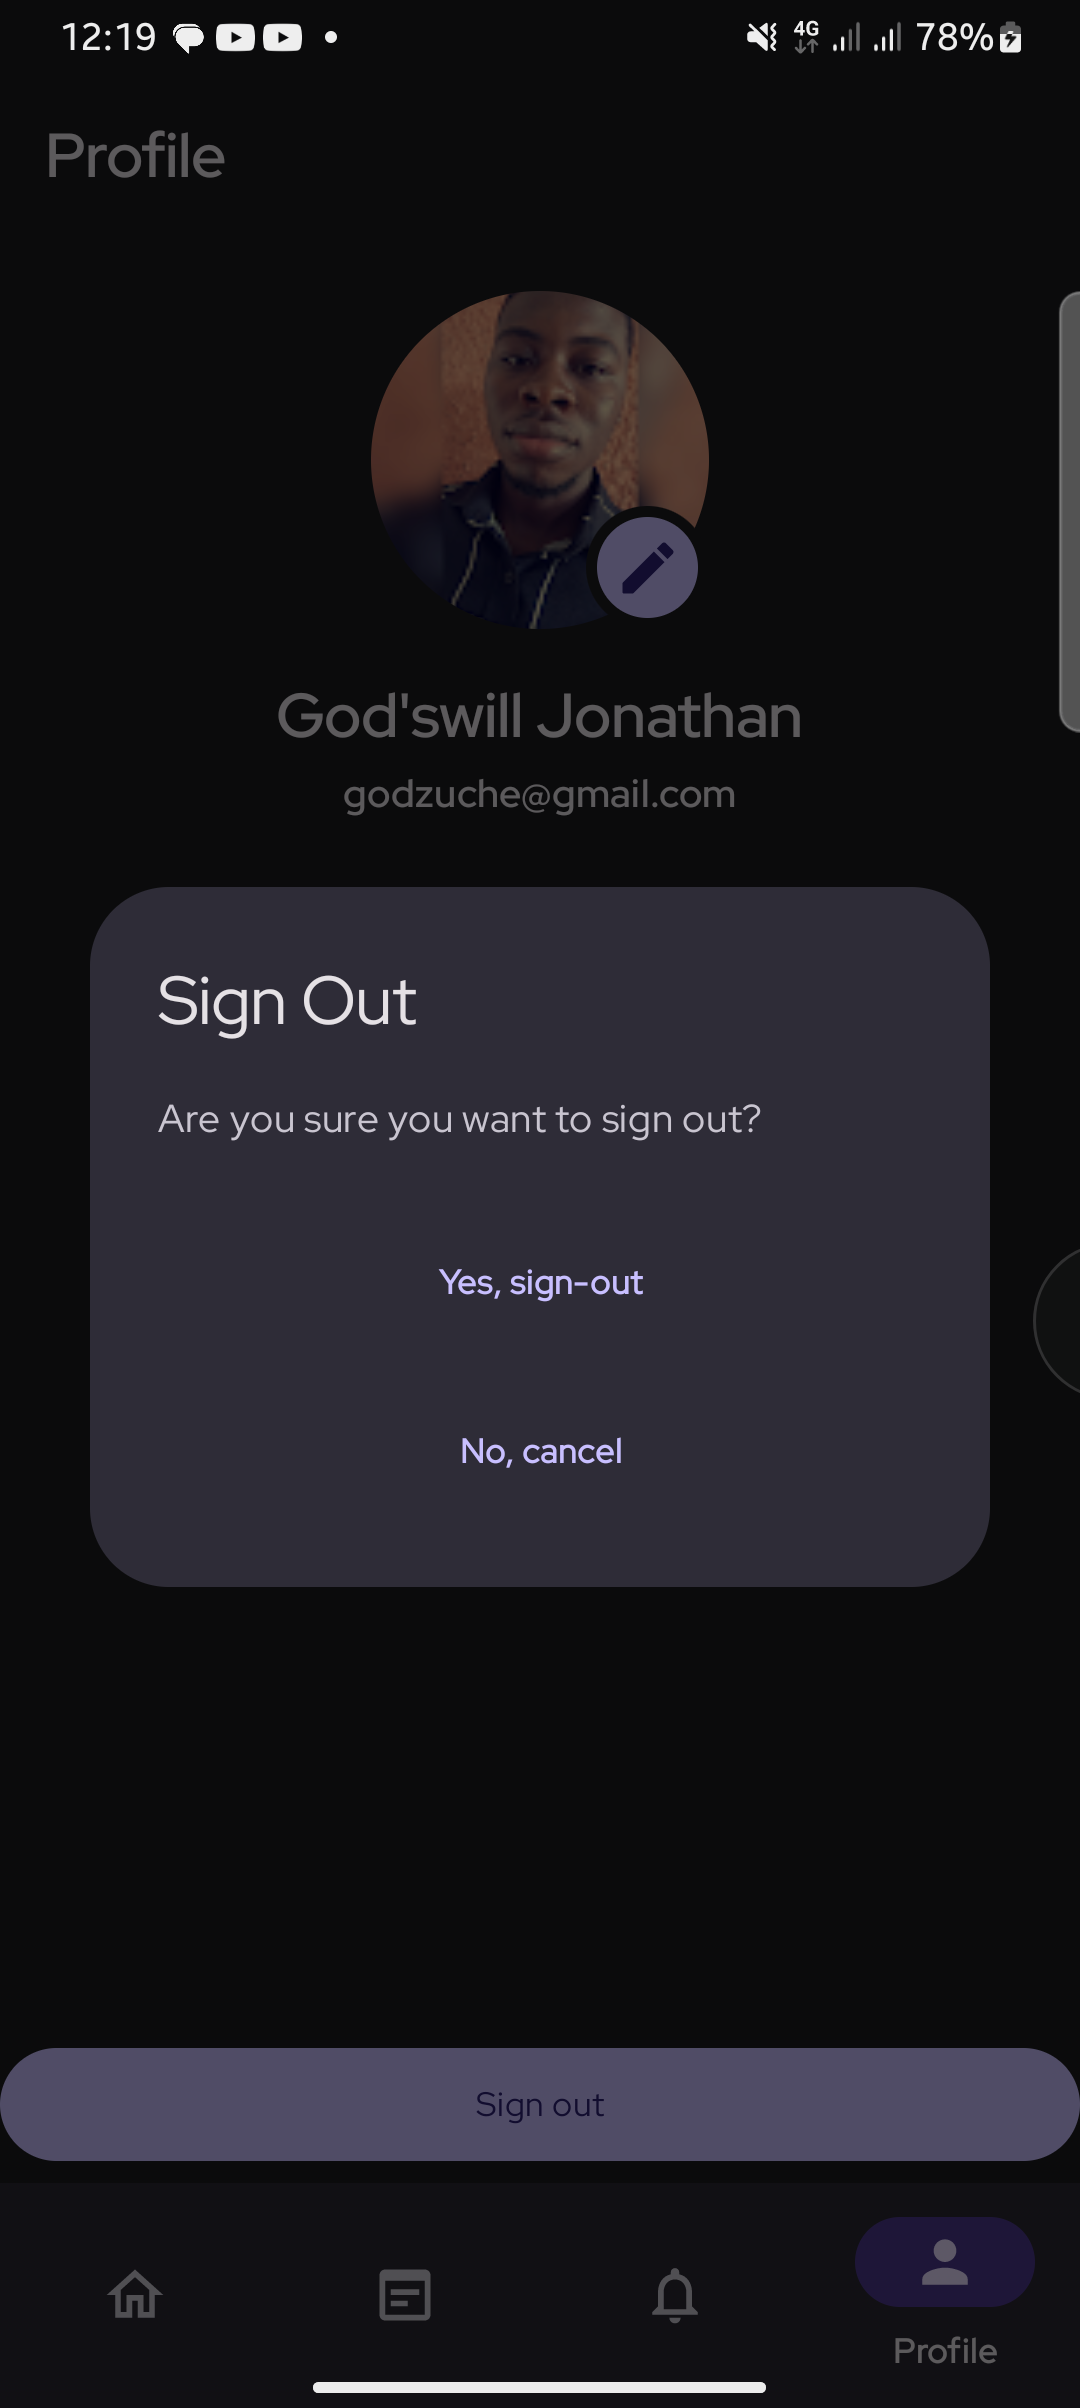 12:19
4G
78%
Profile
God'swill Jonathan
godzuche@gmail.com
Sign Out
Are you sure you want to sign out?
Yes, sign-out
No, cancel
Sign out
Profile